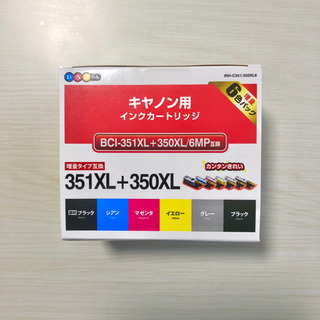 増量
6色パック
キヤノン用
インクカートリッジ
BCI-351XL+350XL/6MP互換
増量タイプ互換
カンタンきれい
351XL+350XL
ブラック
シアン
マゼンタ
イエロー
グレー
ブラック